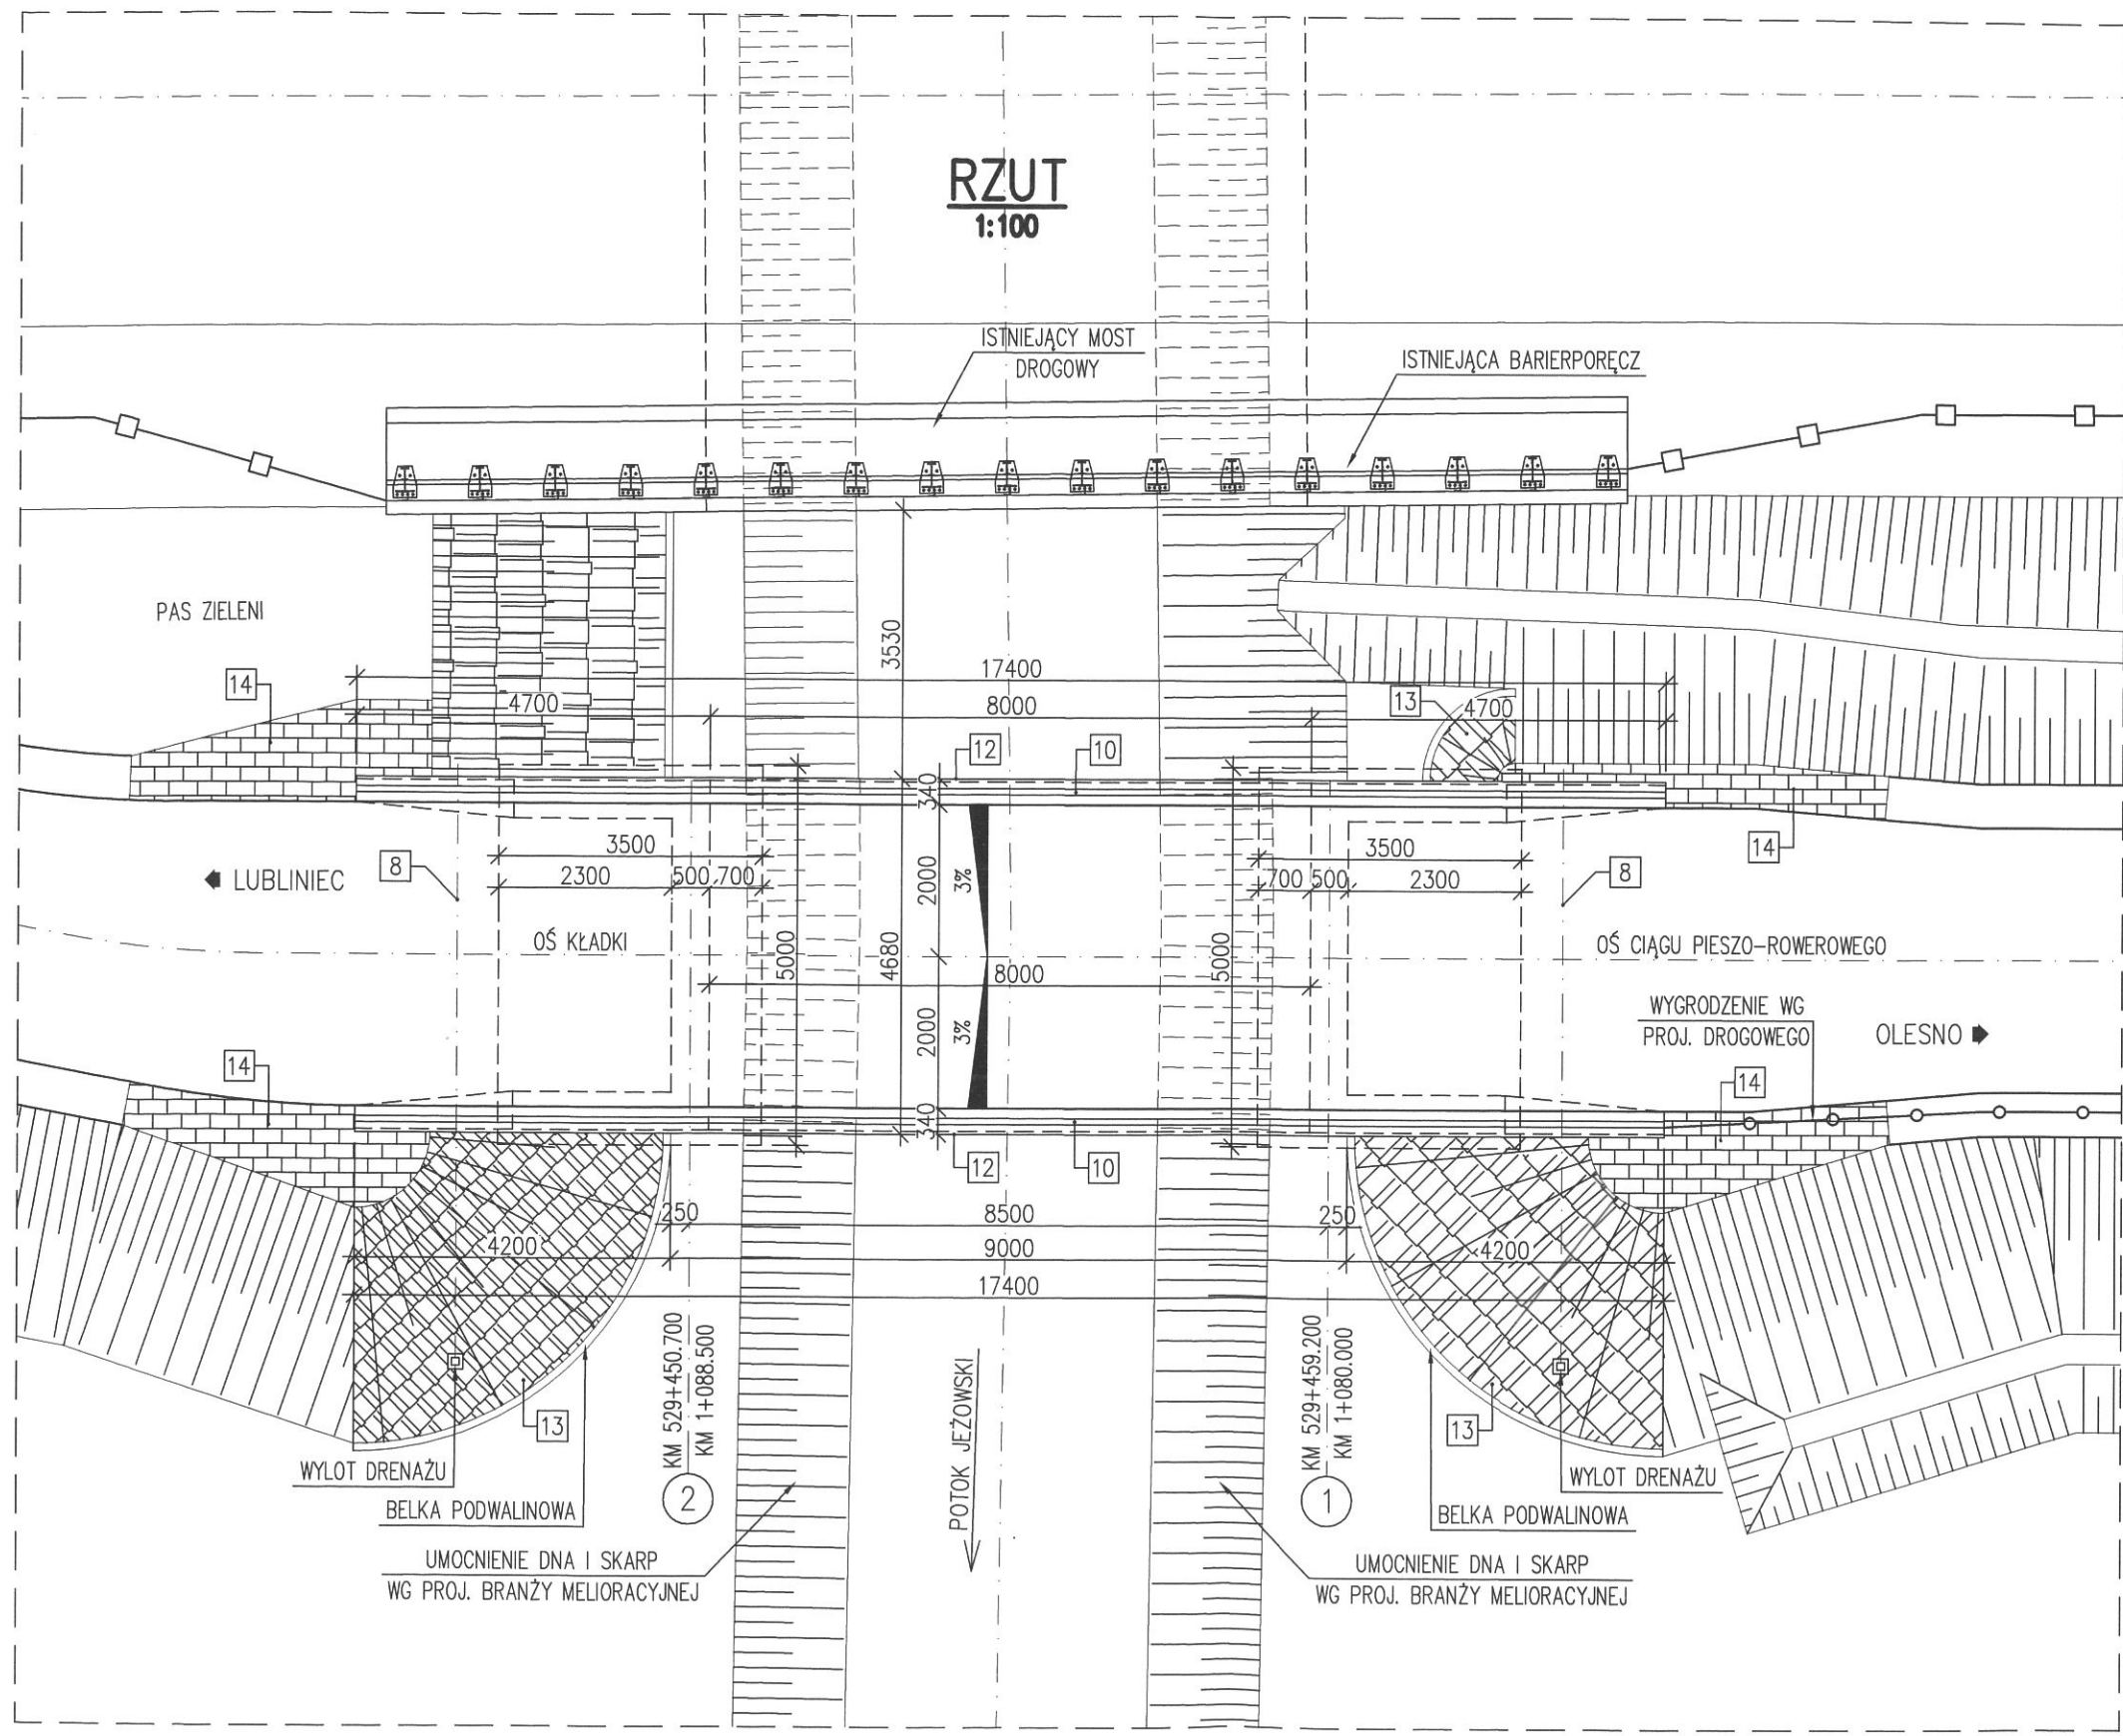 RZUT
1:100
ISTNIEJĄCY MOST
DROGOWY
ISTNIEJĄCA BARIERPORĘCZ
PAS ZIELENI
3530
17400
14
4700
8000
13
4700
12
10
340
3500
3500
14
8
2300
500
700
2000
3%
700
500
2300
8
LUBLINIEC
OŚ KŁADKI
5000
4680
5000
OŚ CIĄGU PIESZO-ROWEROWEGO
8000
WYGRODZENIE WG
PROJ. DROGOWEGO
OLESNO
2000
3%
14
14
340
12
10
250
8500
250
4200
9000
4200
17400
KM 529+450.700
KM 1+088.500
KM 529+459.200
KM 1+080.000
POTOK JEŻOWSKI
13
13
WYLOT DRENAŻU
WYLOT DRENAŻU
2
1
BELKA PODWALINOWA
BELKA PODWALINOWA
UMOCNIENIE DNA I SKARP
WG PROJ. BRANŻY MELIORACYJNEJ
UMOCNIENIE DNA I SKARP
WG PROJ. BRANŻY MELIORACYJNEJ